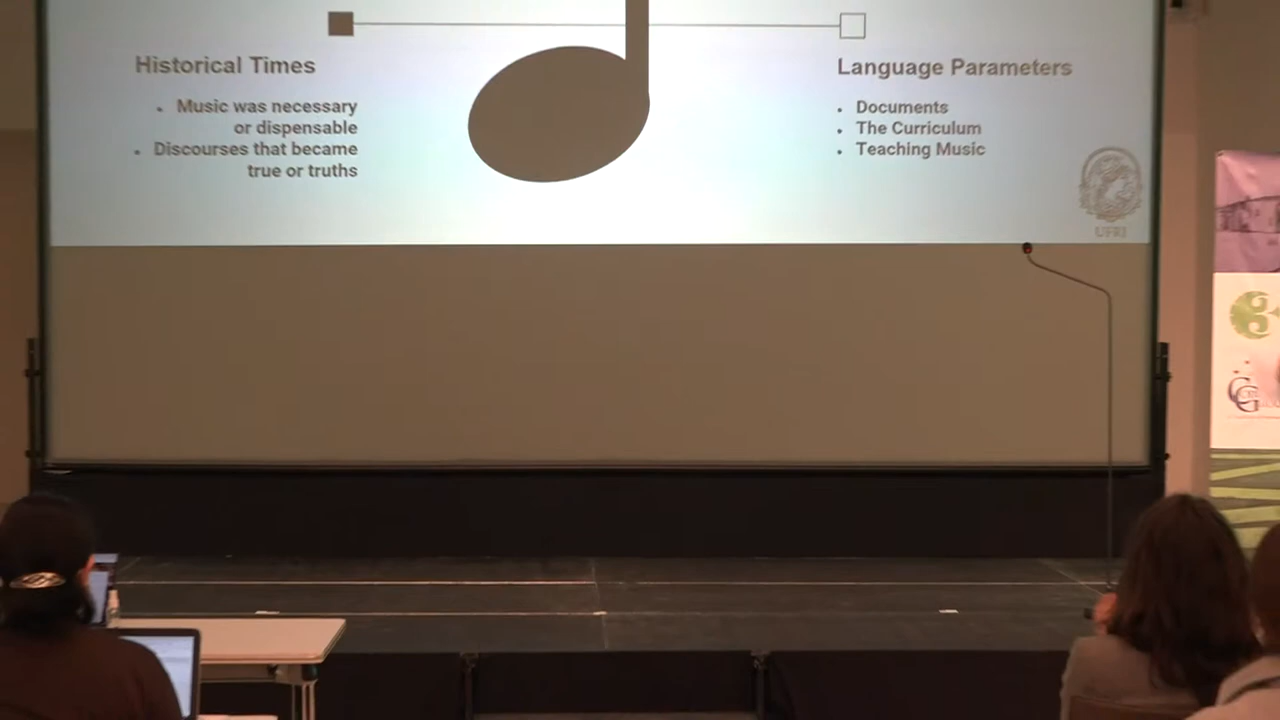 Historical Times
• Music was necessary
or dispensable
• Discourses that became
true or truths
Language Parameters
• Documents
• The Curriculum
• Teaching Music
UFRJ